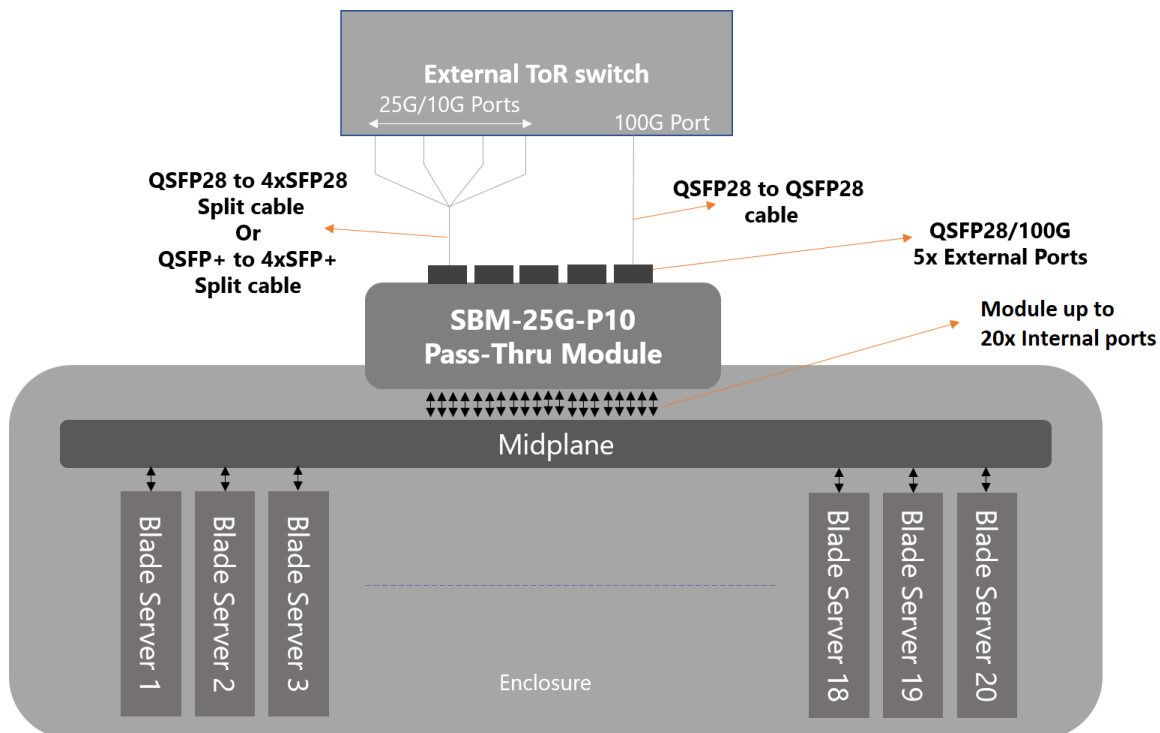 External ToR switch
25G/10G Ports
100G Port
QSFP28 to 4xSFP28
Split cable
Or
QSFP+ to 4xSFP+
Split cable
QSFP28 to QSFP28
cable
QSFP28/100G
5x External Ports
SBM-25G-P10
Pass-Thru Module
Module up to
20x Internal ports
Midplane
Blade Server 1
Blade Server 2
Blade Server 3
Blade Server 18
Blade Server 19
Blade Server 20
Enclosure